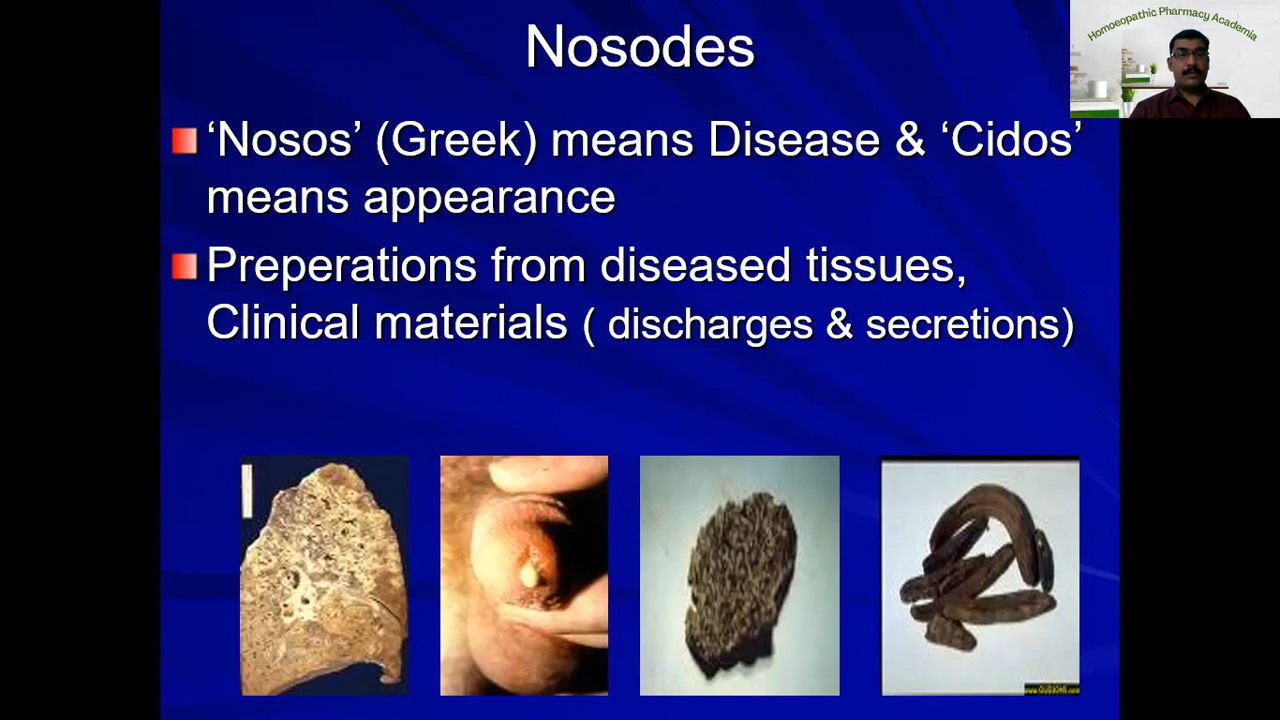 Homoeopathic Pharmacy Academia
Nosodes
‘Nosos’ (Greek) means Disease & ‘Cidos’
means appearance
Preperations from diseased tissues,
Clinical materials ( discharges & secretions)